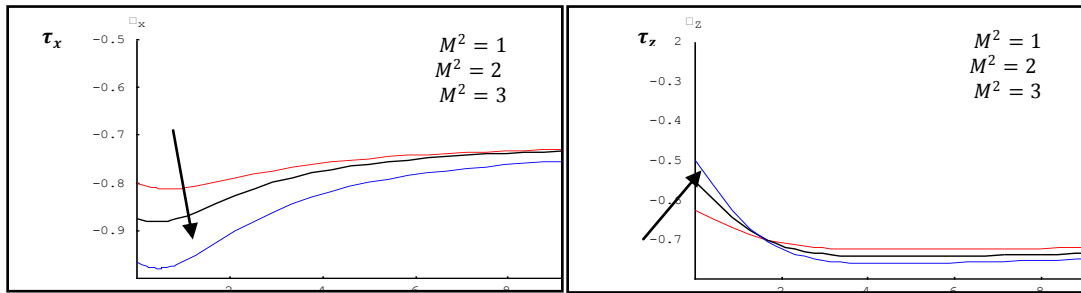 □x
τx
-0.5
-0.6
-0.7
-0.8
-0.9
M² = 1
M² = 2
M² = 3
2 4 6 8
□z
τz
2
-0.3
-0.4
-0.5
-0.6
-0.7
M² = 1
M² = 2
M² = 3
2 4 6 8